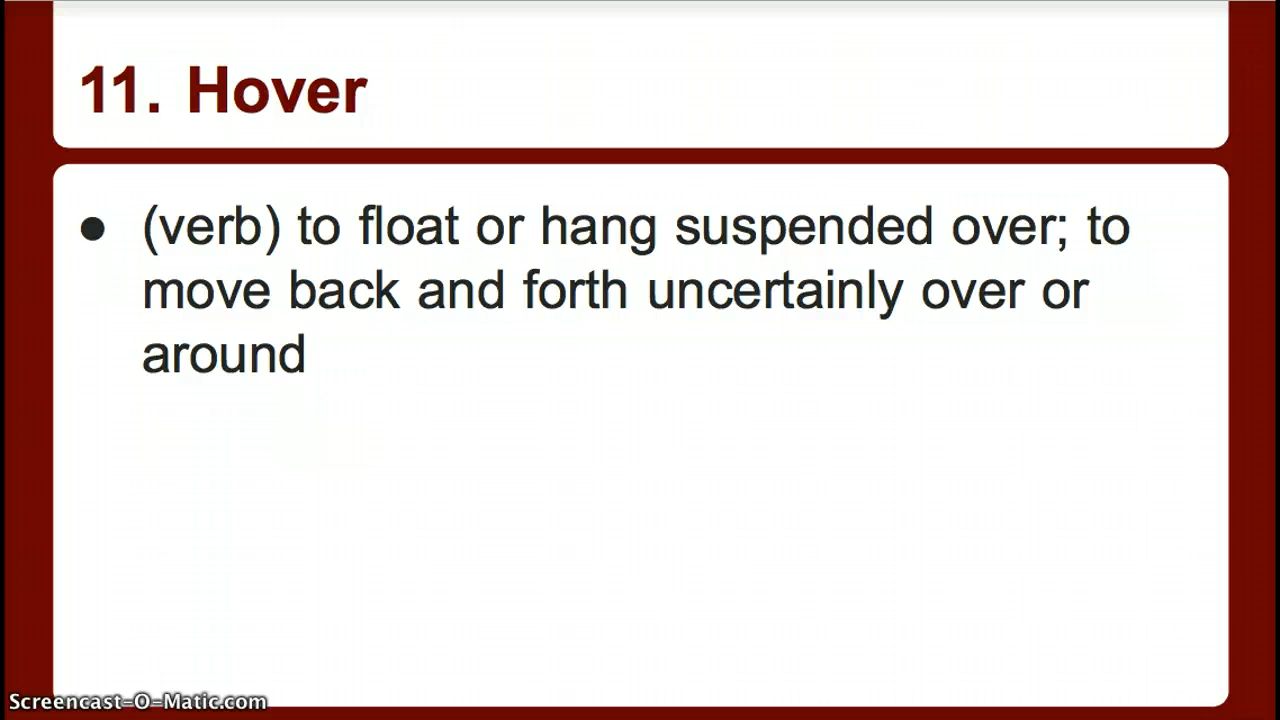 11. Hover
● (verb) to float or hang suspended over; to
move back and forth uncertainly over or
around
Screencast-O-Matic.com